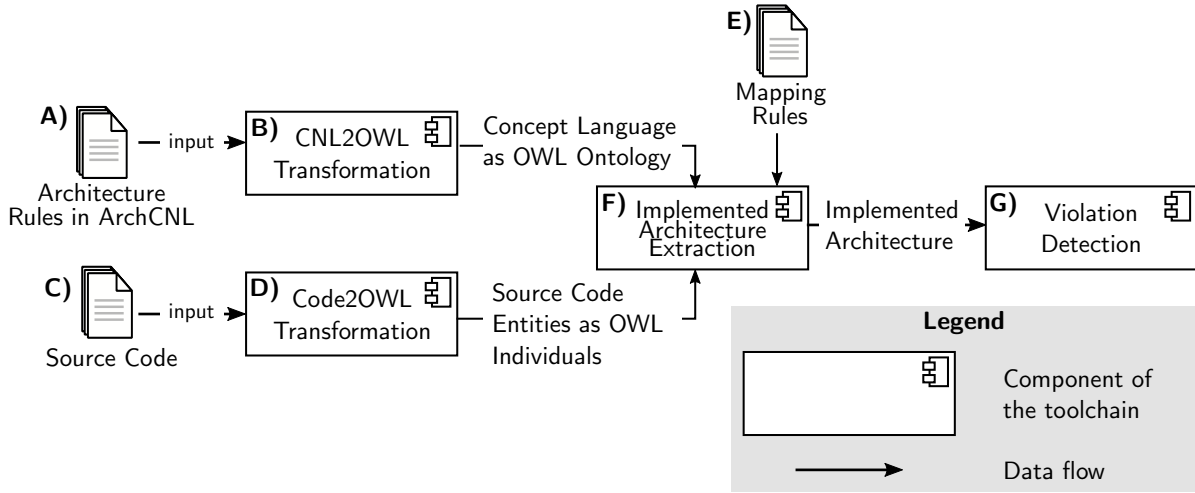 E)
Mapping
Rules
A)
input
Architecture
Rules in ArchCNL
B)
CNL2OWL
Transformation
Concept Language
as OWL Ontology
C)
input
Source Code
D)
Code2OWL
Transformation
Source Code
Entities as OWL
Individuals
F)
Implemented
Architecture
Extraction
Implemented
Architecture
G)
Violation
Detection
Legend
Component of
the toolchain
Data flow